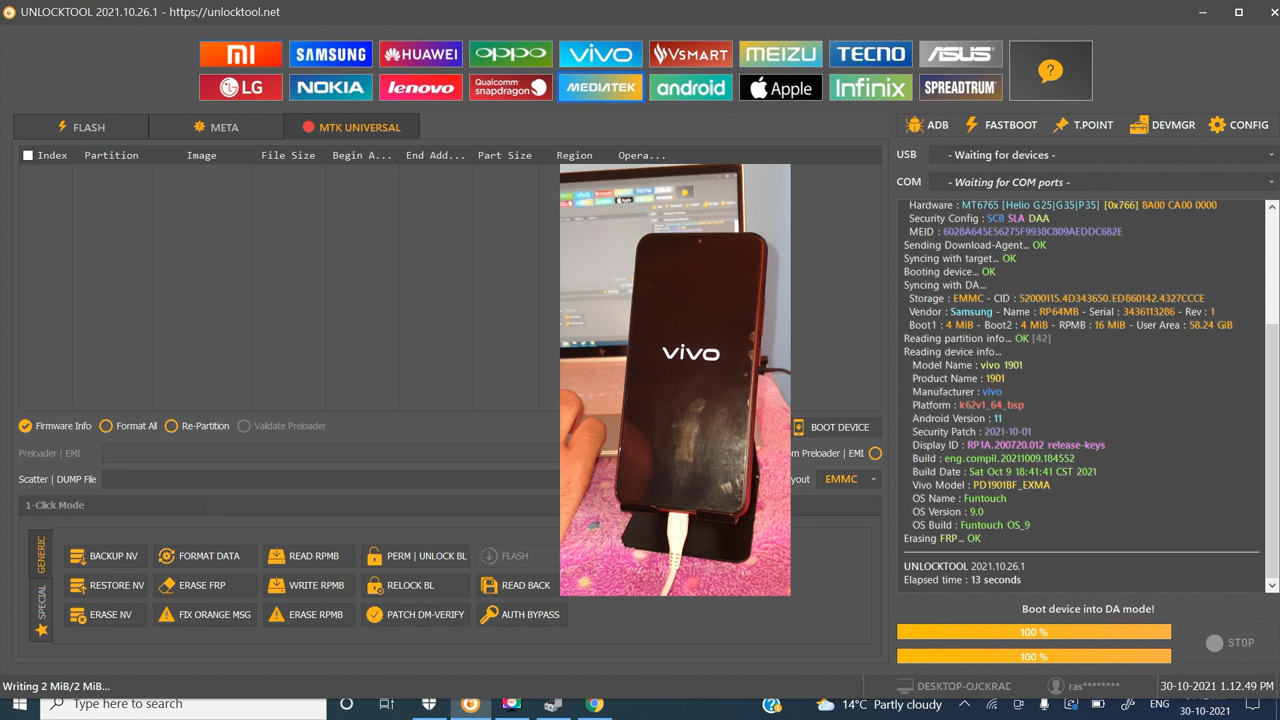 UNLOCKTOOL 2021.10.26.1 - https://unlocktool.net
MI SAMSUNG HUAWEI OPPO VIVO VSMART MEIZU TECNO ASUS
LG NOKIA lenovo Qualcomm snapdragon MEDIATEK android Apple Infinix SPREADTRUM
?
FLASH META MTK UNIVERSAL
ADB FASTBOOT T.POINT DEVMGR CONFIG
Index Partition Image File Size Begin A... End Add... Part Size Region Opera...
USB - Waiting for devices -
COM - Waiting for COM ports -
Hardware : MT6765 [Helio G25|G35|P35] [0x766] 8A00 CA00 0000
Security Config : SCB SLA DAA
MEID : 6028A645E56275F9938C809AEDDC682E
Sending Download-Agent... OK
Syncing with target... OK
Booting device... OK
Syncing with DA...
Storage : EMMC - CID : 52000115.4D343650.ED860142.4327CCCE
Vendor : Samsung - Name : RP64MB - Serial : 3436113286 - Rev : 1
Boot1 : 4 MiB - Boot2 : 4 MiB - RPMB : 16 MiB - User Area : 58.24 GiB
Reading partition info... OK [42]
Reading device info...
Model Name : vivo 1901
Product Name : 1901
Manufacturer : vivo
Platform : k62v1_64_bsp
Android Version : 11
Security Patch : 2021-10-01
Display ID : RP1A.200720.012 release-keys
Build : eng.compil.20211009.184552
Build Date : Sat Oct 9 18:41:41 CST 2021
Vivo Model : PD1901BF_EXMA
OS Name : Funtouch
OS Version : 9.0
OS Build : Funtouch OS_9
Erasing FRP... OK
UNLOCKTOOL 2021.10.26.1
Elapsed time : 13 seconds
vivo
Firmware Info Format All Re-Partition Validate Preloader
BOOT DEVICE
Preloader | EMI
om Preloader | EMI
Scatter | DUMP File
yout EMMC
1-Click Mode
GENERIC
SPECIAL
BACKUP NV FORMAT DATA READ RPMB PERM | UNLOCK BL FLASH
RESTORE NV ERASE FRP WRITE RPMB RELOCK BL READ BACK
ERASE NV FIX ORANGE MSG ERASE RPMB PATCH DM-VERIFY AUTH BYPASS
Boot device into DA mode!
100 %
100 %
STOP
Writing 2 MiB/2 MiB...
DESKTOP-OJCKRAD ras******** 30-10-2021 1.12.49 PM
Type here to search
14°C Partly cloudy
ENG
30-10-2021